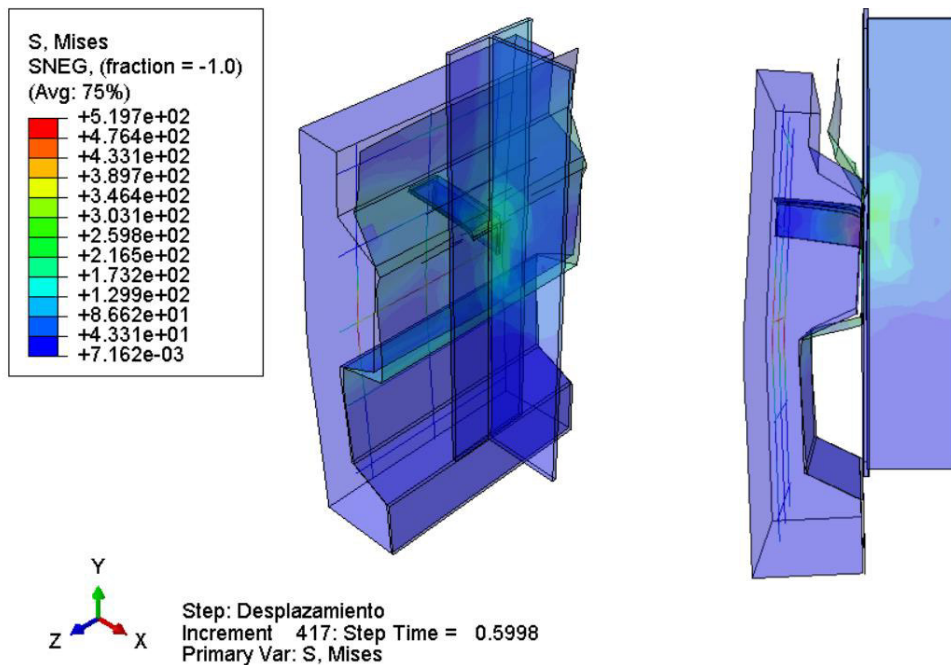 S, Mises
SNEG, (fraction = -1.0)
(Avg: 75%)
+5.197e+02
+4.764e+02
+4.331e+02
+3.897e+02
+3.464e+02
+3.031e+02
+2.598e+02
+2.165e+02
+1.732e+02
+1.299e+02
+8.662e+01
+4.331e+01
+7.162e-03
Y
Z
X
Step: Desplazamiento
Increment 417: Step Time = 0.5998
Primary Var: S, Mises